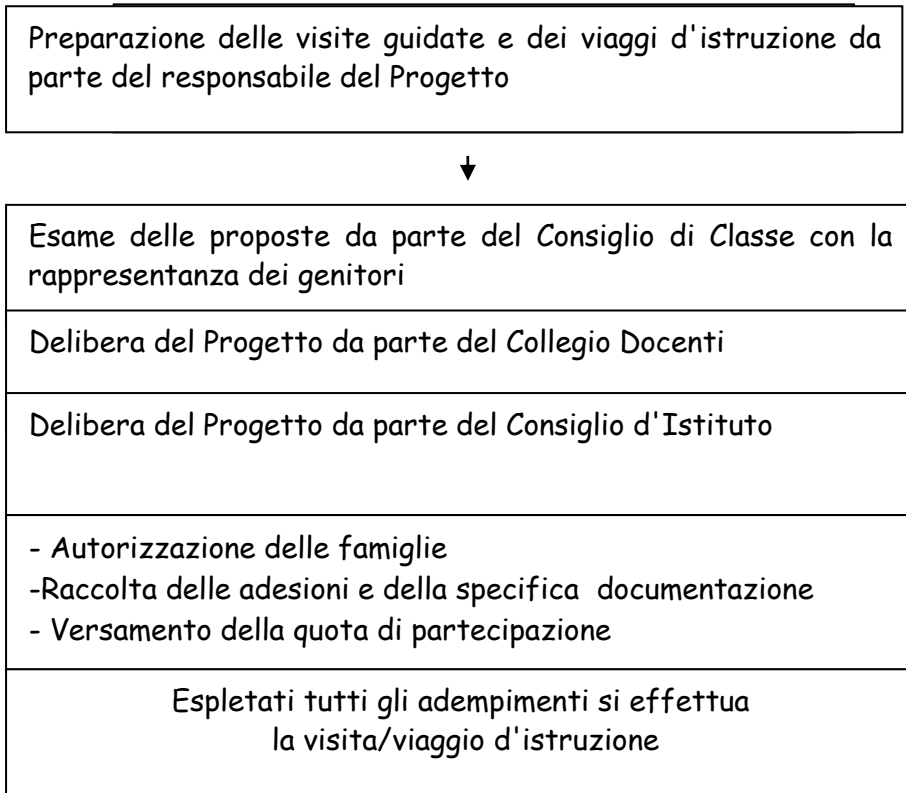 Preparazione delle visite guidate e dei viaggi d'istruzione da
parte del responsabile del Progetto
Esame delle proposte da parte del Consiglio di Classe con la
rappresentanza dei genitori
Delibera del Progetto da parte del Collegio Docenti
Delibera del Progetto da parte del Consiglio d'Istituto
- Autorizzazione delle famiglie
-Raccolta delle adesioni e della specifica documentazione
- Versamento della quota di partecipazione
Espletati tutti gli adempimenti si effettua
la visita/viaggio d'istruzione